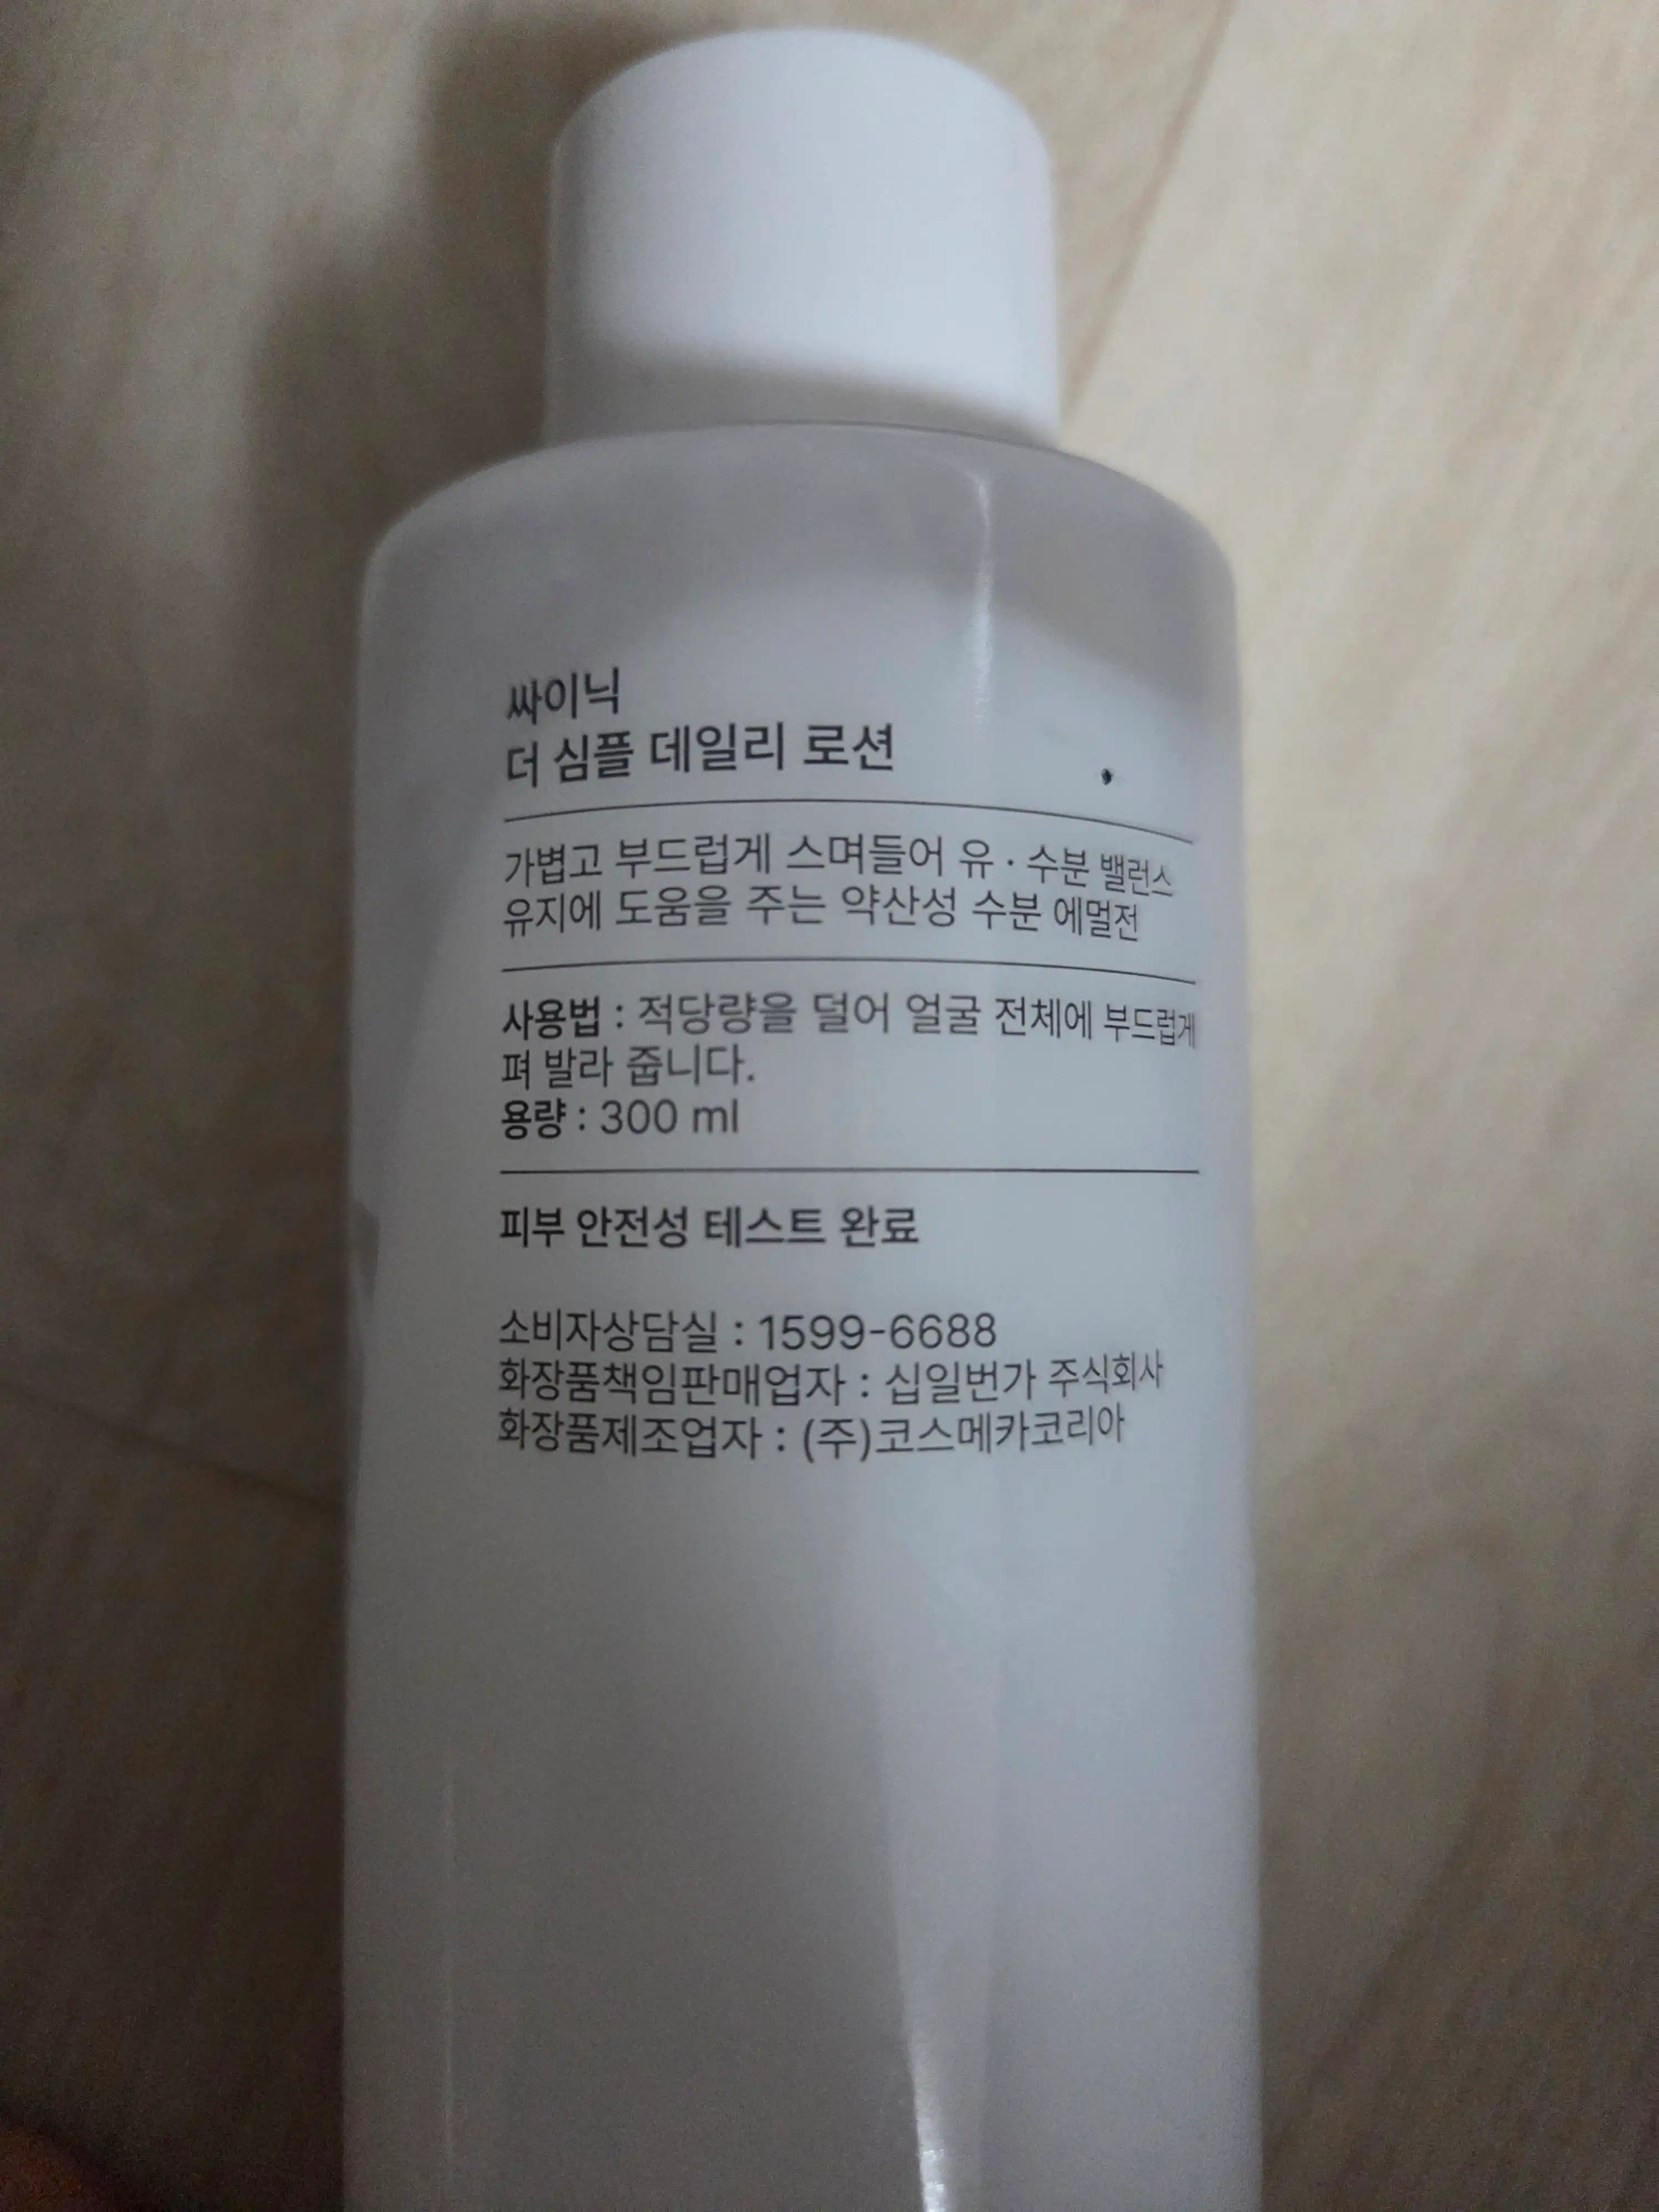 싸이닉
더 심플 데일리 로션
가볍고 부드럽게 스며들어 유·수분 밸런스
유지에 도움을 주는 약산성 수분 에멀전
사용법 : 적당량을 덜어 얼굴 전체에 부드럽게
펴 발라 줍니다.
용량 : 300 ml
피부 안전성 테스트 완료
소비자상담실 : 1599-6688
화장품책임판매업자 : 십일번가 주식회사
화장품제조업자 : (주)코스메카코리아